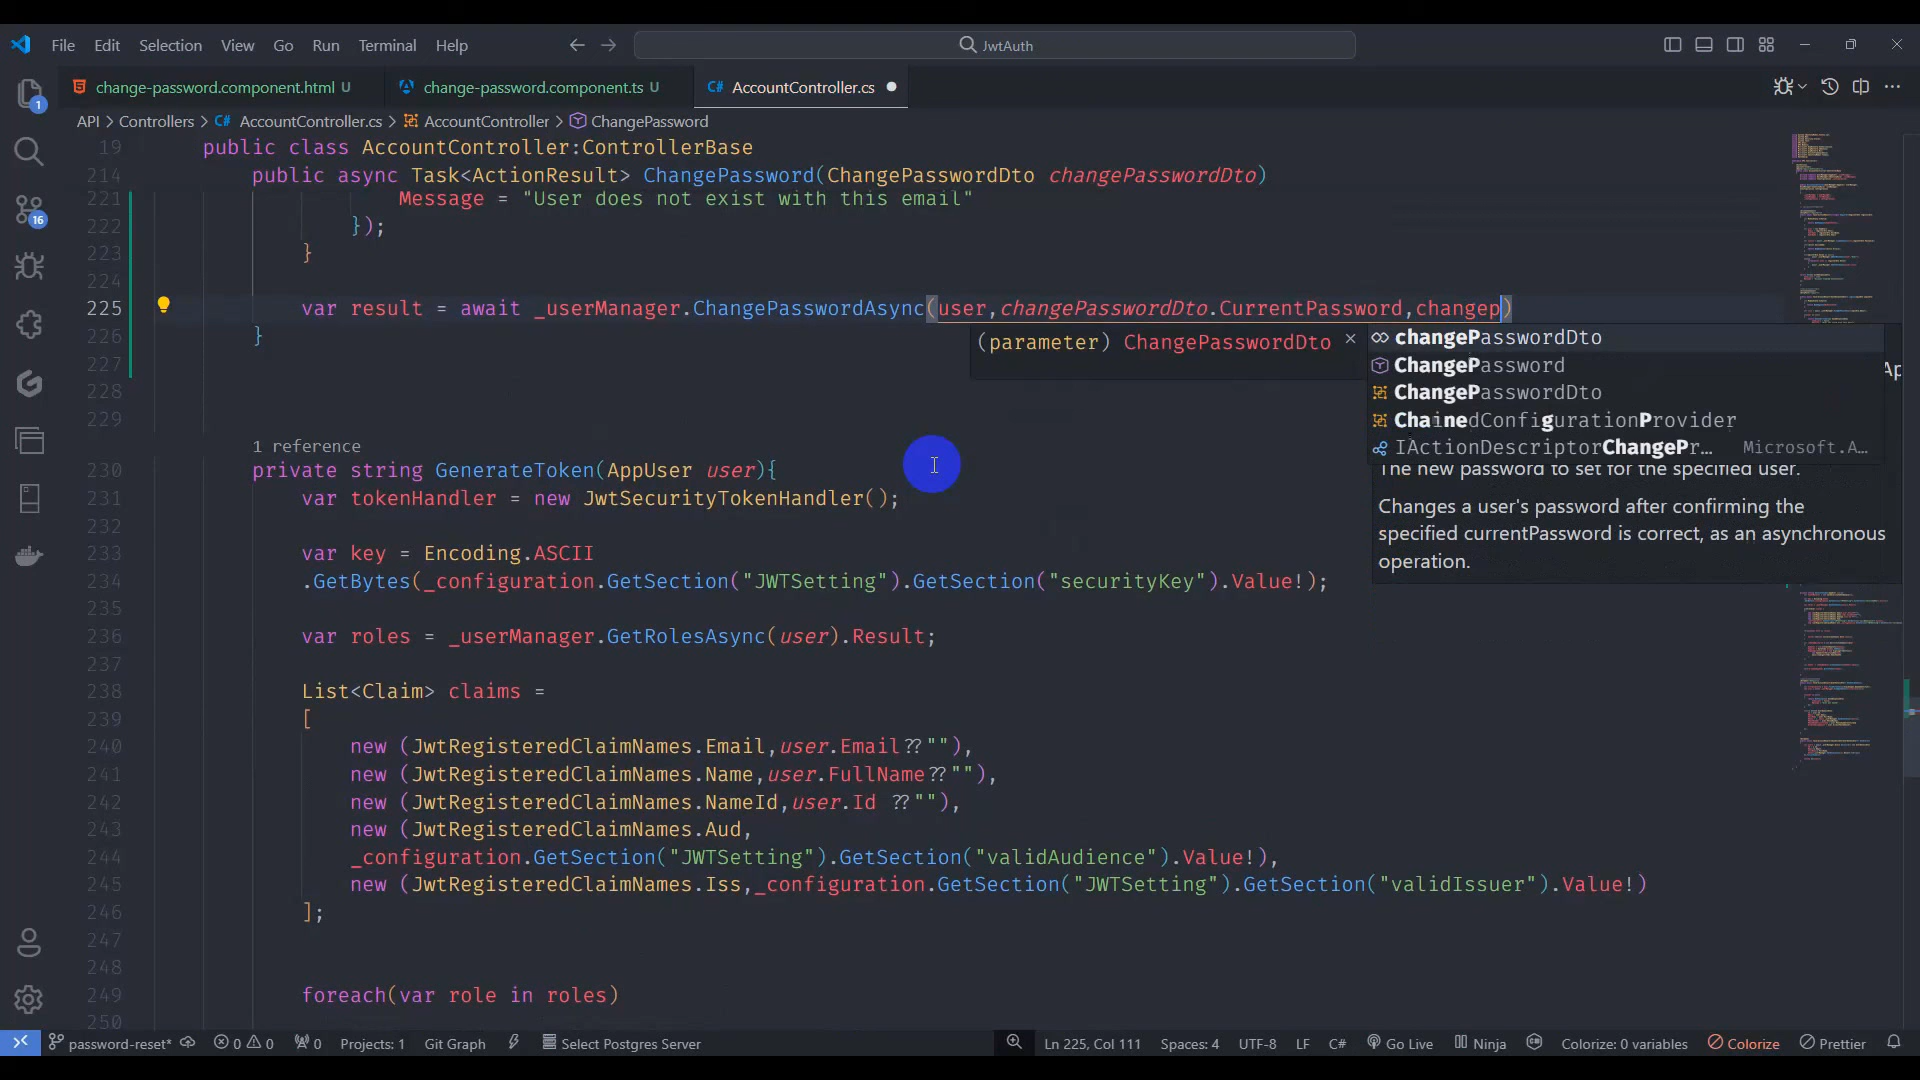 File Edit Selection View Go Run Terminal Help
JwtAuth
change-password.component.html U
change-password.component.ts U
C# AccountController.cs
API > Controllers > C# AccountController.cs > AccountController > ChangePassword
19 public class AccountController:ControllerBase
214 public async Task<ActionResult> ChangePassword(ChangePasswordDto changePasswordDto)
221 Message = "User does not exist with this email"
222 });
223 }
224
225 var result = await _userManager.ChangePasswordAsync(user,changePasswordDto.CurrentPassword,changep)
226 }
(parameter) ChangePasswordDto ×
changePasswordDto
ChangePassword
ChangePasswordDto
ChainedConfigurationProvider
IActionDescriptorChangePr... Microsoft.A...
The new password to set for the specified user.
Changes a user's password after confirming the
specified currentPassword is correct, as an asynchronous
operation.
227
228
229
1 reference
230 private string GenerateToken(AppUser user){
231 var tokenHandler = new JwtSecurityTokenHandler();
232
233 var key = Encoding.ASCII
234 .GetBytes(_configuration.GetSection("JWTSetting").GetSection("securityKey").Value!);
235
236 var roles = _userManager.GetRolesAsync(user).Result;
237
238 List<Claim> claims =
239 [
240 new (JwtRegisteredClaimNames.Email,user.Email??""),
241 new (JwtRegisteredClaimNames.Name,user.FullName??""),
242 new (JwtRegisteredClaimNames.NameId,user.Id ??""),
243 new (JwtRegisteredClaimNames.Aud,
244 _configuration.GetSection("JWTSetting").GetSection("validAudience").Value!),
245 new (JwtRegisteredClaimNames.Iss,_configuration.GetSection("JWTSetting").GetSection("validIssuer").Value!)
246 ];
247
248
249 foreach(var role in roles)
250
1
16
password-reset* 0 0 0 Projects: 1 Git Graph Select Postgres Server Ln 225, Col 111 Spaces: 4 UTF-8 LF C# Go Live Ninja Colorize: 0 variables Colorize Prettier